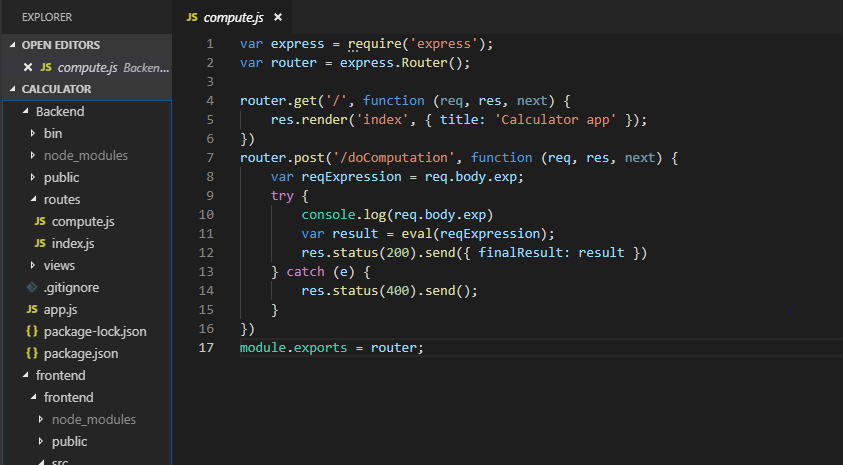 EXPLORER
OPEN EDITORS
JS compute.js Backen...
CALCULATOR
Backend
bin
node_modules
public
routes
JS compute.js
JS index.js
views
.gitignore
JS app.js
{} package-lock.json
{} package.json
frontend
frontend
node_modules
public
src
JS compute.js
1 var express = require('express');
2 var router = express.Router();
3
4 router.get('/', function (req, res, next) {
5 res.render('index', { title: 'Calculator app' });
6 })
7 router.post('/doComputation', function (req, res, next) {
8 var reqExpression = req.body.exp;
9 try {
10 console.log(req.body.exp)
11 var result = eval(reqExpression);
12 res.status(200).send({ finalResult: result })
13 } catch (e) {
14 res.status(400).send();
15 }
16 })
17 module.exports = router;